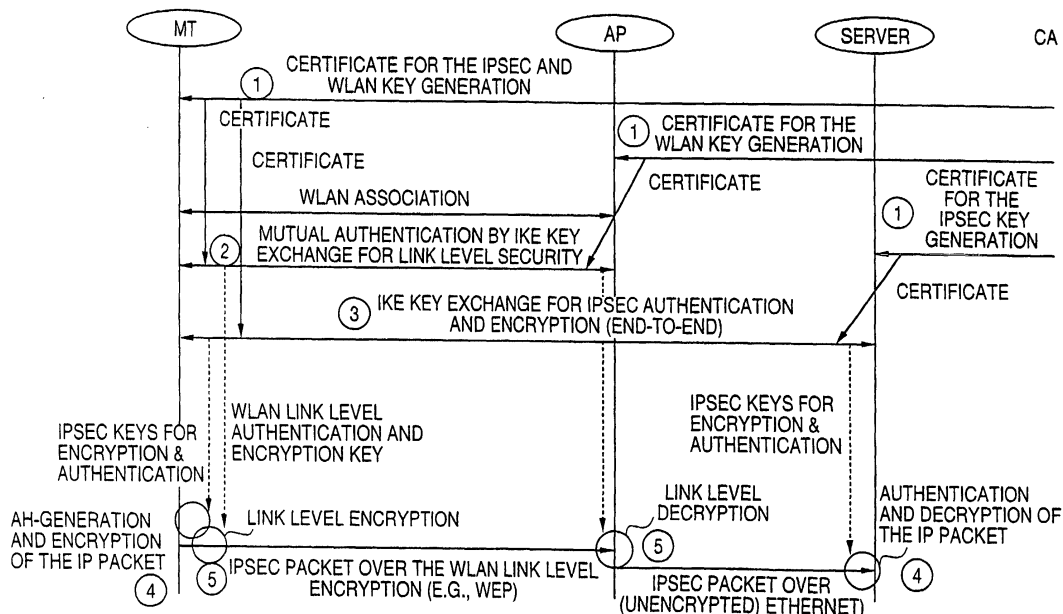 MT
AP
SERVER
CA
CERTIFICATE FOR THE IPSEC AND
WLAN KEY GENERATION
1
CERTIFICATE
CERTIFICATE
1
CERTIFICATE FOR THE
WLAN KEY GENERATION
CERTIFICATE
1
CERTIFICATE
FOR THE
IPSEC KEY
GENERATION
CERTIFICATE
WLAN ASSOCIATION
2
MUTUAL AUTHENTICATION BY IKE KEY
EXCHANGE FOR LINK LEVEL SECURITY
3
IKE KEY EXCHANGE FOR IPSEC AUTHENTICATION
AND ENCRYPTION (END-TO-END)
IPSEC KEYS FOR
ENCRYPTION &
AUTHENTICATION
WLAN LINK LEVEL
AUTHENTICATION AND
ENCRYPTION KEY
IPSEC KEYS FOR
ENCRYPTION &
AUTHENTICATION
AH-GENERATION
AND ENCRYPTION
OF THE IP PACKET
4
LINK LEVEL ENCRYPTION
5
IPSEC PACKET OVER THE WLAN LINK LEVEL
ENCRYPTION (E.G., WEP)
LINK LEVEL
DECRYPTION
5
IPSEC PACKET OVER
(UNENCRYPTED) ETHERNET)
AUTHENTICATION
AND DECRYPTION OF
THE IP PACKET
4